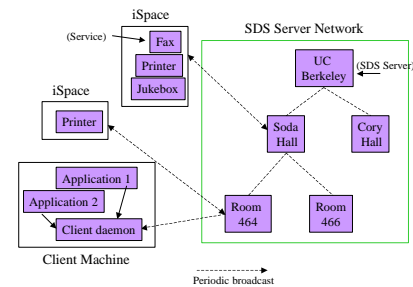 iSpace
(Service)
Fax
Printer
Jukebox
iSpace
Printer
Application 1
Application 2
Client daemon
Client Machine
SDS Server Network
UC
Berkeley
(SDS Server)
Soda
Hall
Cory
Hall
Room
464
Room
466
Periodic broadcast